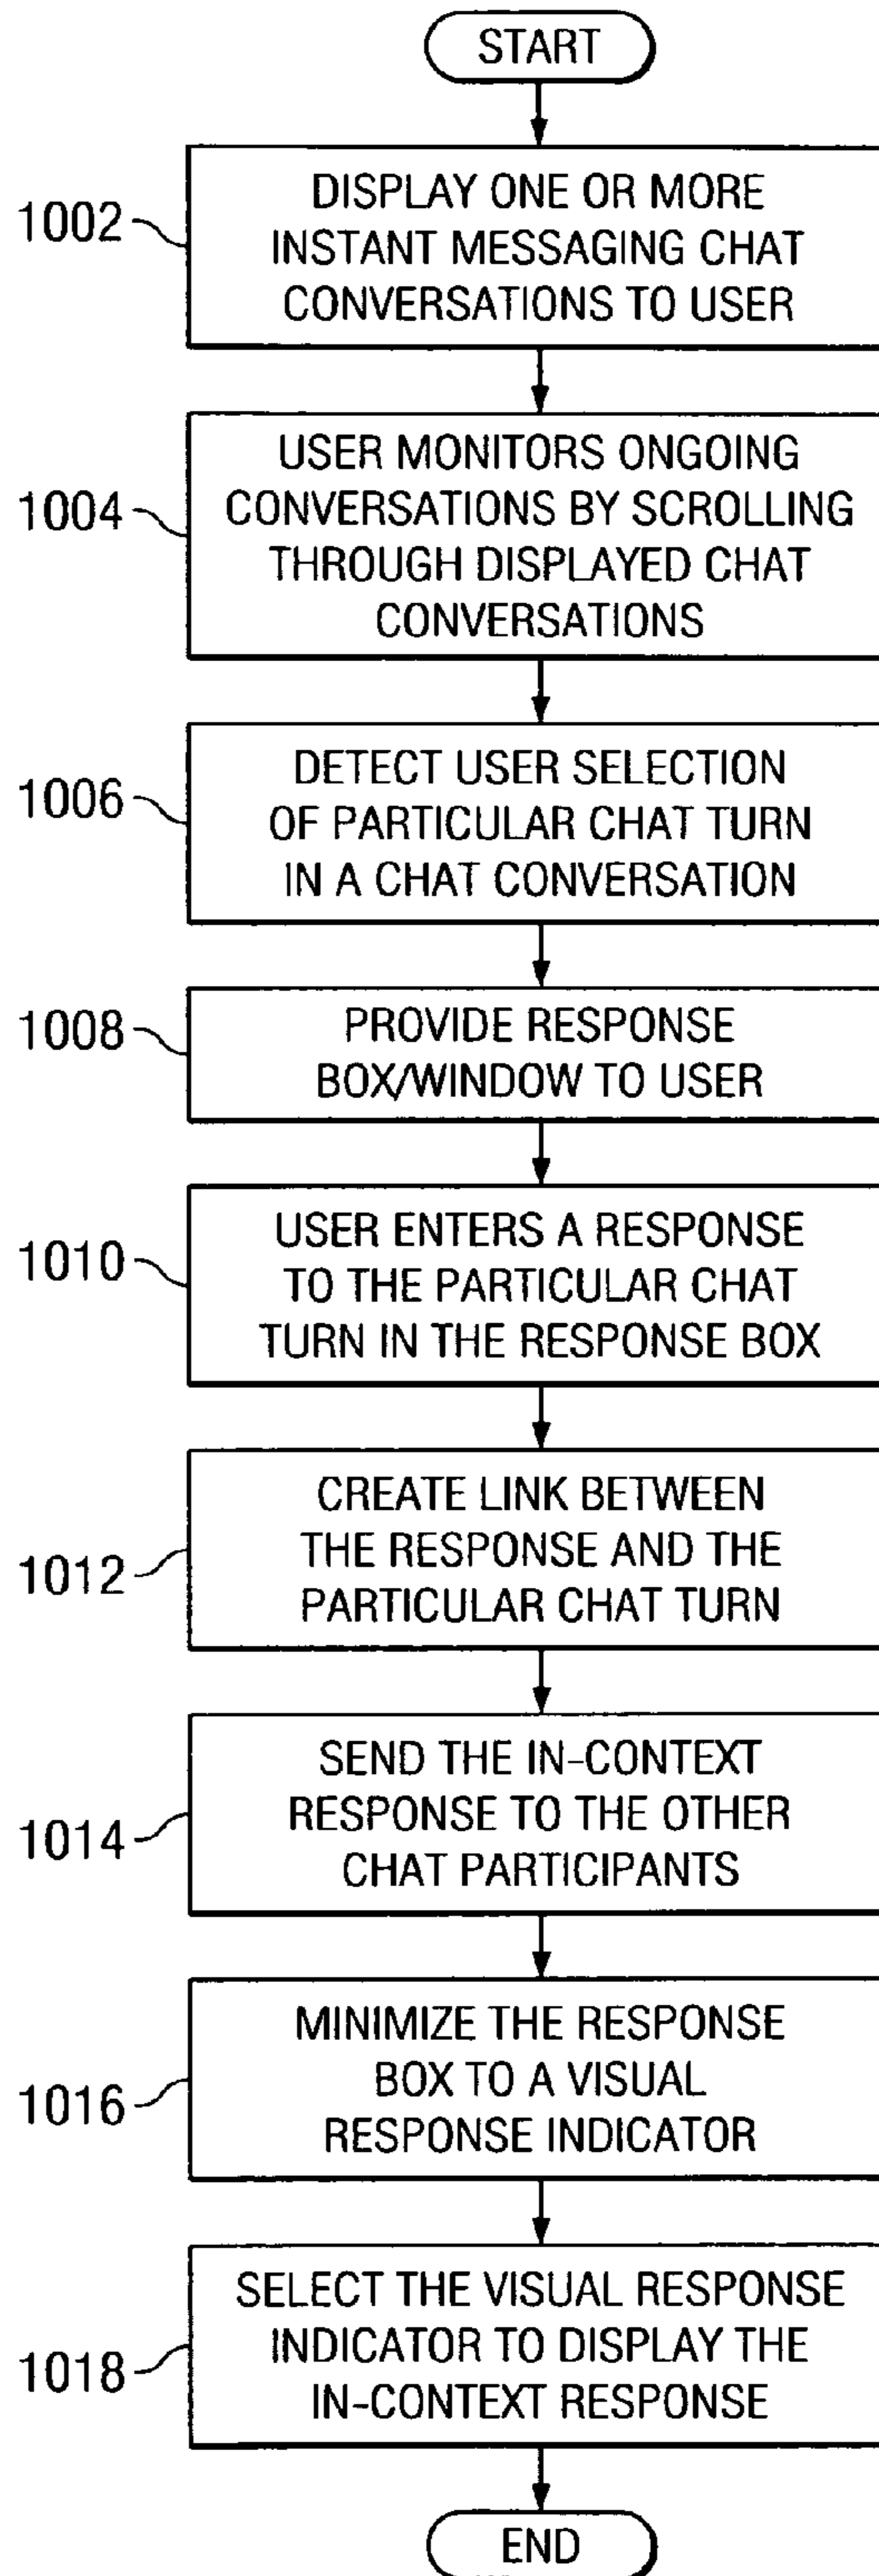 START
1002
DISPLAY ONE OR MORE
INSTANT MESSAGING CHAT
CONVERSATIONS TO USER
1004
USER MONITORS ONGOING
CONVERSATIONS BY SCROLLING
THROUGH DISPLAYED CHAT
CONVERSATIONS
1006
DETECT USER SELECTION
OF PARTICULAR CHAT TURN
IN A CHAT CONVERSATION
1008
PROVIDE RESPONSE
BOX/WINDOW TO USER
1010
USER ENTERS A RESPONSE
TO THE PARTICULAR CHAT
TURN IN THE RESPONSE BOX
1012
CREATE LINK BETWEEN
THE RESPONSE AND THE
PARTICULAR CHAT TURN
1014
SEND THE IN-CONTEXT
RESPONSE TO THE OTHER
CHAT PARTICIPANTS
1016
MINIMIZE THE RESPONSE
BOX TO A VISUAL
RESPONSE INDICATOR
1018
SELECT THE VISUAL RESPONSE
INDICATOR TO DISPLAY THE
IN-CONTEXT RESPONSE
END